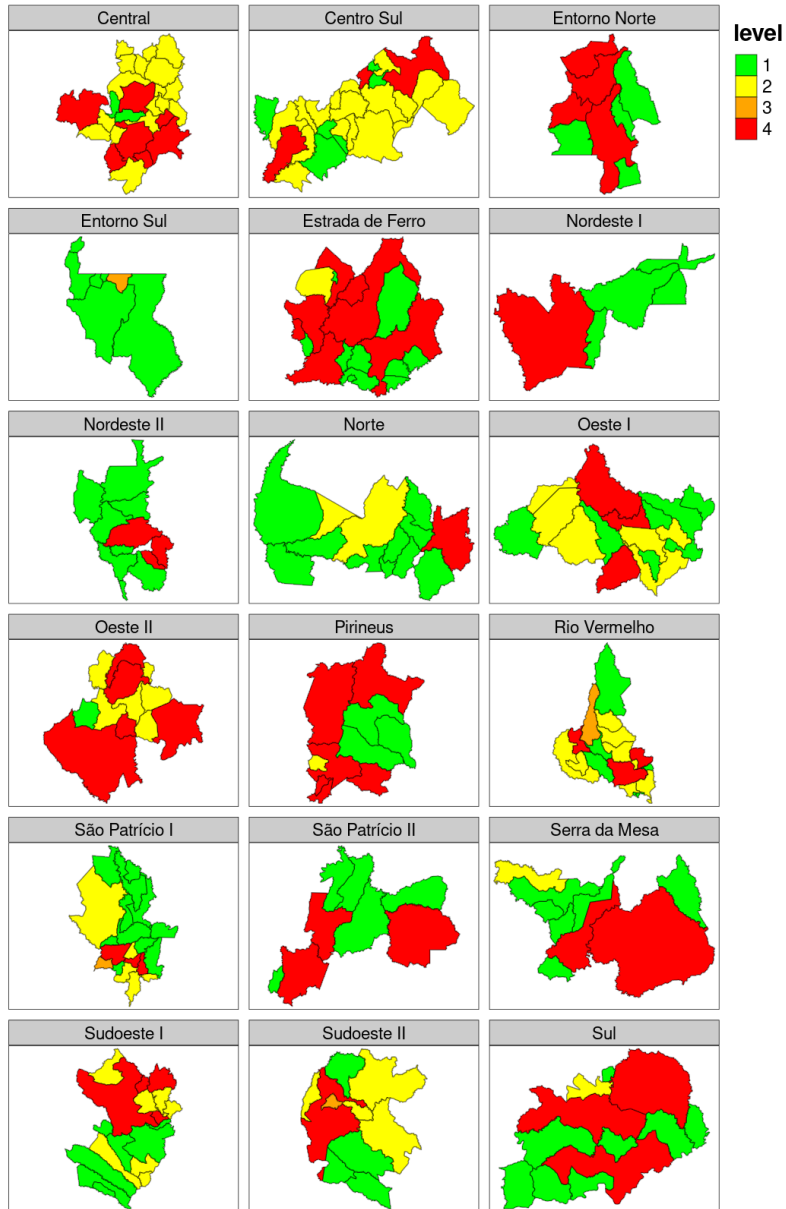 Central
Centro Sul
Entorno Norte
level
1
2
3
4
Entorno Sul
Estrada de Ferro
Nordeste I
Nordeste II
Norte
Oeste I
Oeste II
Pirineus
Rio Vermelho
São Patrício I
São Patrício II
Serra da Mesa
Sudoeste I
Sudoeste II
Sul